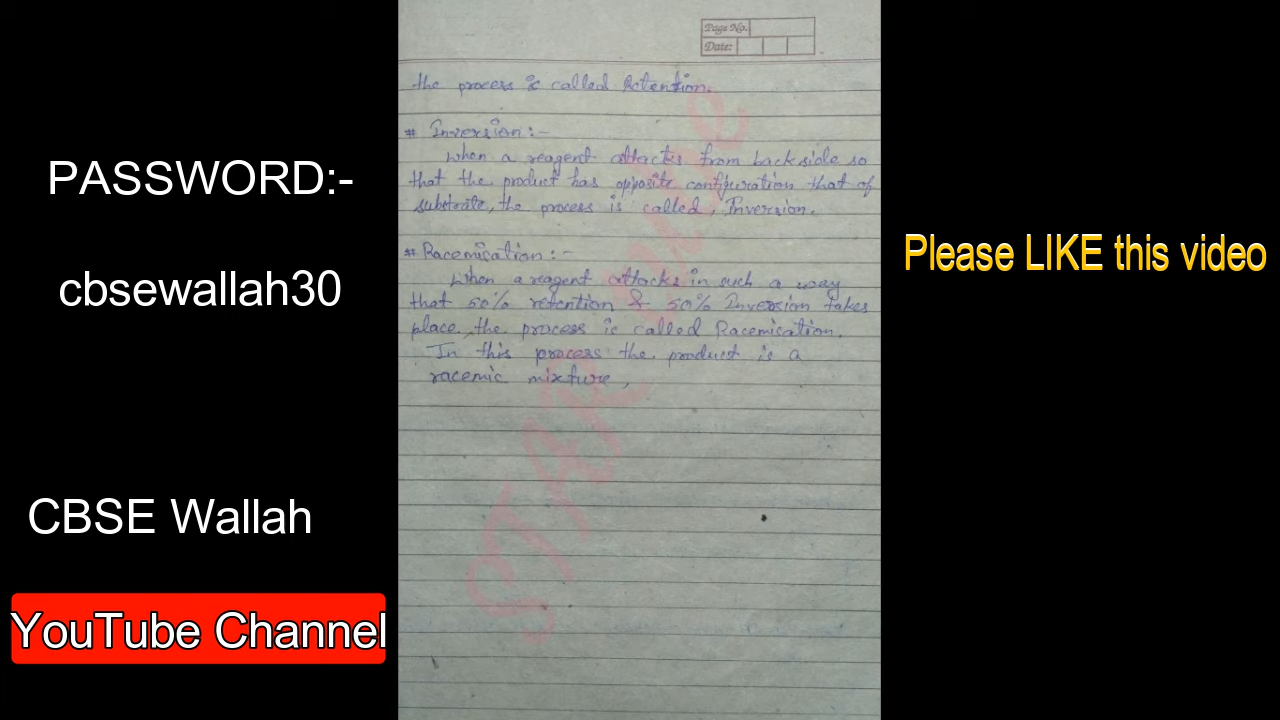 PASSWORD:-
cbsewallah30
CBSE Wallah
YouTube Channel
Page No.
Date:
the process is called Retention.
# Inversion:-
When a reagent attacks from backside so
that the product has opposite configuration that of
substrate, the process is called, Inversion.
# Racemisation:-
When a reagent attacks in such a way
that 50% retention & 50% Inversion takes
place, the process is called Racemisation.
In this process the product is a
racemic mixture,
STAR
Please LIKE this video